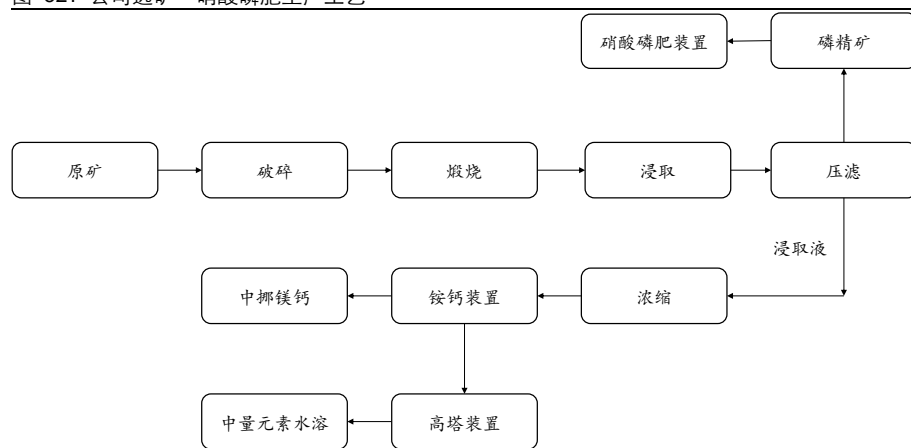 硝酸磷肥装置
磷精矿
原矿
破碎
煅烧
浸取
压滤
浸取液
中挪镁钙
铵钙装置
浓缩
中量元素水溶
高塔装置